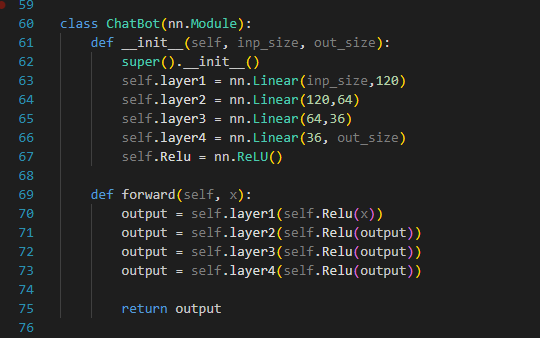 59
60 class ChatBot(nn.Module):
61     def __init__(self, inp_size, out_size):
62         super().__init__()
63         self.layer1 = nn.Linear(inp_size,120)
64         self.layer2 = nn.Linear(120,64)
65         self.layer3 = nn.Linear(64,36)
66         self.layer4 = nn.Linear(36, out_size)
67         self.Relu = nn.ReLU()
68
69     def forward(self, x):
70         output = self.layer1(self.Relu(x))
71         output = self.layer2(self.Relu(output))
72         output = self.layer3(self.Relu(output))
73         output = self.layer4(self.Relu(output))
74
75         return output
76